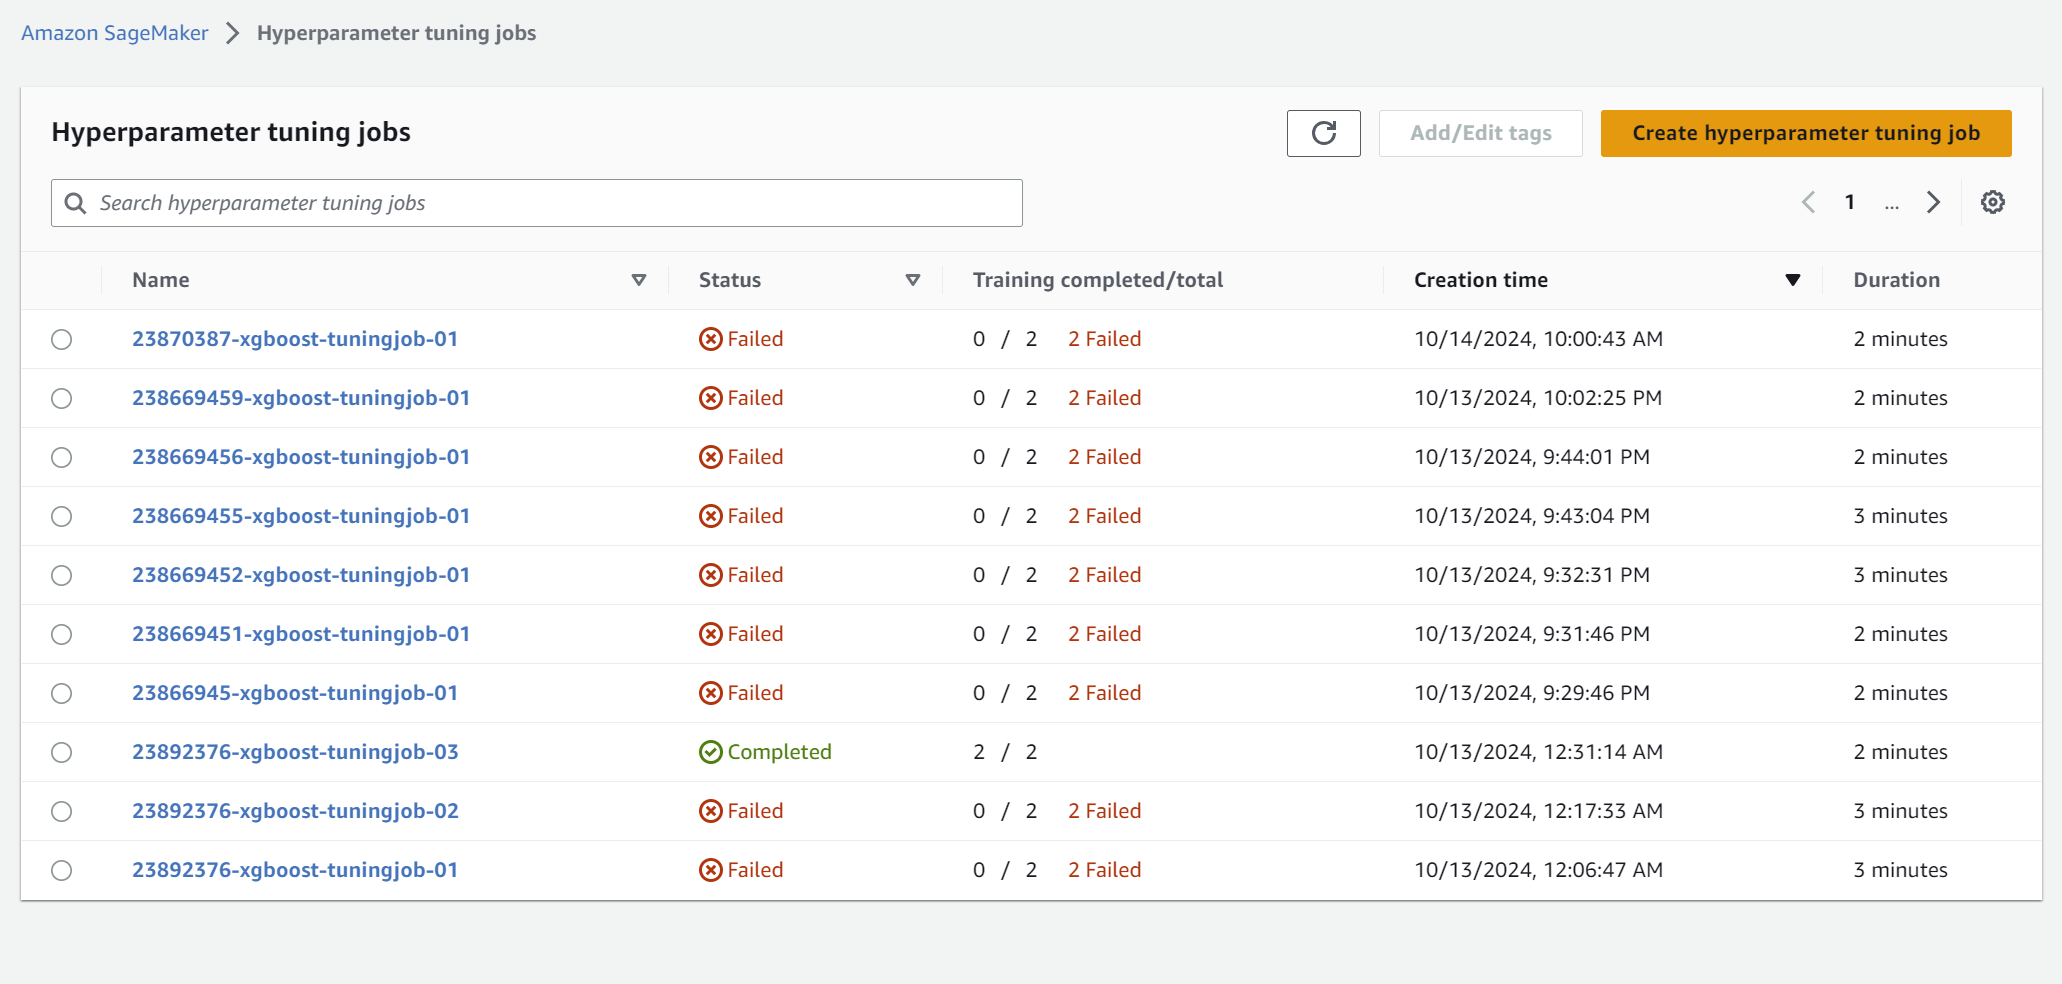 Amazon SageMaker > Hyperparameter tuning jobs
Hyperparameter tuning jobs
Add/Edit tags
Create hyperparameter tuning job
Search hyperparameter tuning jobs
1 ...
Name Status Training completed/total Creation time Duration
23870387-xgboost-tuningjob-01 Failed 0 / 2 2 Failed 10/14/2024, 10:00:43 AM 2 minutes
238669459-xgboost-tuningjob-01 Failed 0 / 2 2 Failed 10/13/2024, 10:02:25 PM 2 minutes
238669456-xgboost-tuningjob-01 Failed 0 / 2 2 Failed 10/13/2024, 9:44:01 PM 2 minutes
238669455-xgboost-tuningjob-01 Failed 0 / 2 2 Failed 10/13/2024, 9:43:04 PM 3 minutes
238669452-xgboost-tuningjob-01 Failed 0 / 2 2 Failed 10/13/2024, 9:32:31 PM 3 minutes
238669451-xgboost-tuningjob-01 Failed 0 / 2 2 Failed 10/13/2024, 9:31:46 PM 2 minutes
23866945-xgboost-tuningjob-01 Failed 0 / 2 2 Failed 10/13/2024, 9:29:46 PM 2 minutes
23892376-xgboost-tuningjob-03 Completed 2 / 2 10/13/2024, 12:31:14 AM 2 minutes
23892376-xgboost-tuningjob-02 Failed 0 / 2 2 Failed 10/13/2024, 12:17:33 AM 3 minutes
23892376-xgboost-tuningjob-01 Failed 0 / 2 2 Failed 10/13/2024, 12:06:47 AM 3 minutes